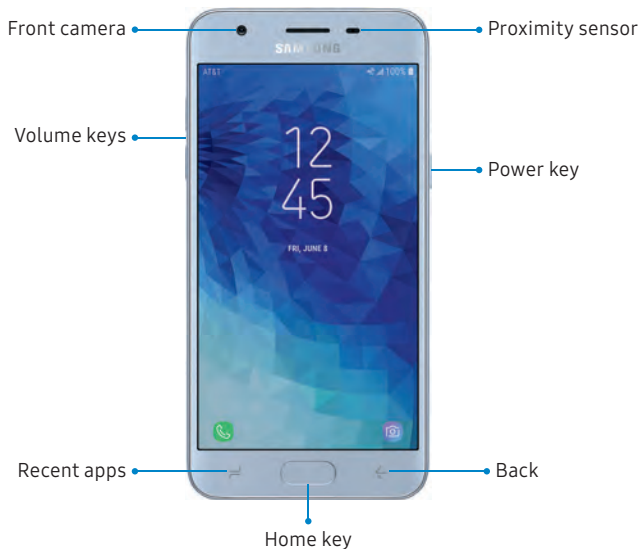 Front camera
Proximity sensor
SAMSUNG
AT&T
100%
Volume keys
12
45
Power key
FRI, JUNE 8
Recent apps
Back
Home key